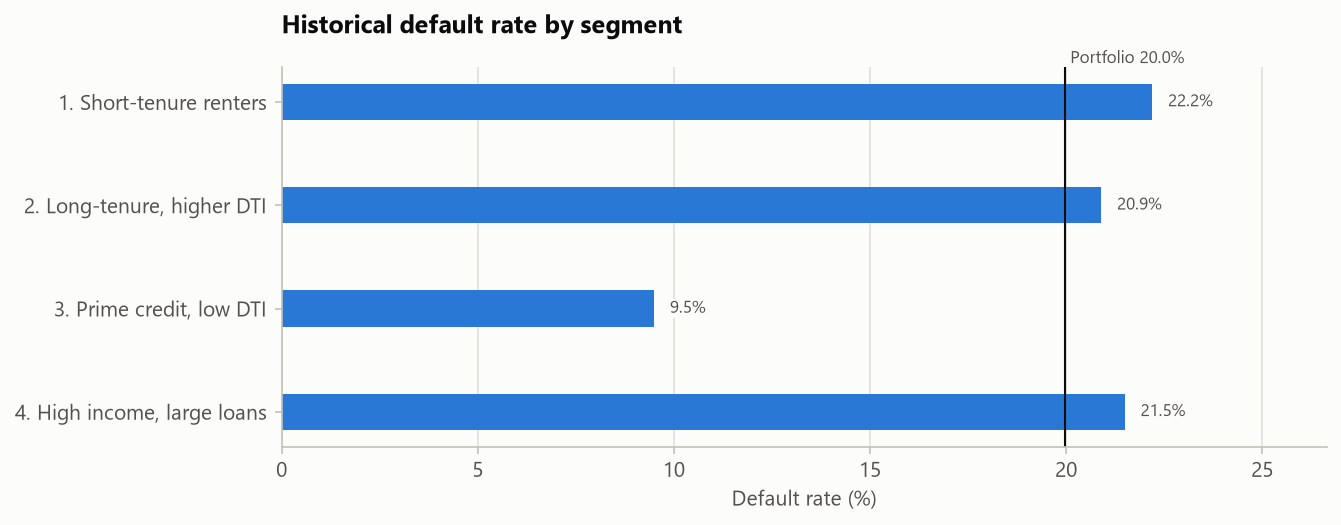 Historical default rate by segment
Portfolio 20.0%
1. Short-tenure renters
22.2%
2. Long-tenure, higher DTI
20.9%
3. Prime credit, low DTI
9.5%
4. High income, large loans
21.5%
0 5 10 15 20 25
Default rate (%)